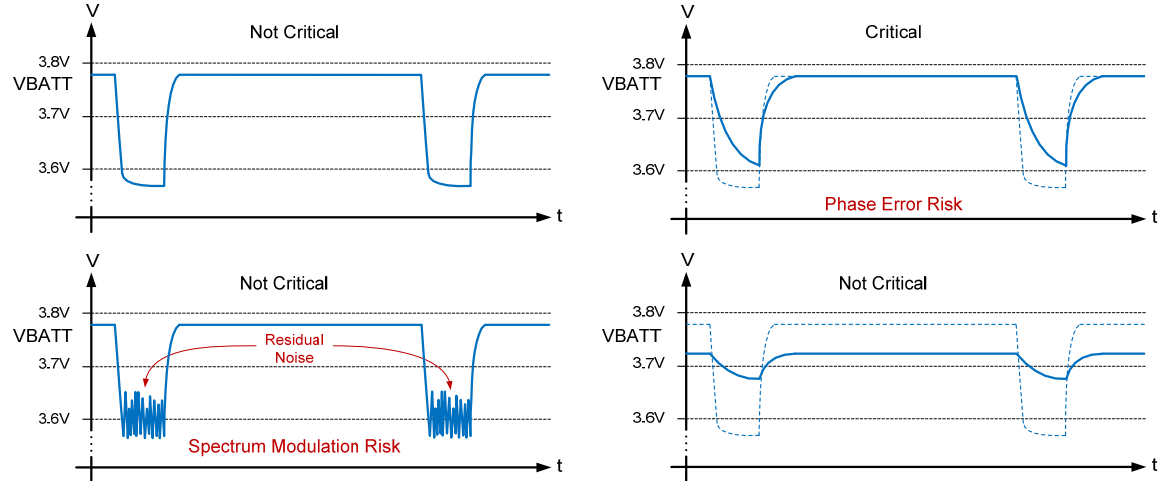 V
Not Critical
3.8V
VBATT
3.7V
3.6V
t
V
Critical
3.8V
VBATT
3.7V
3.6V
Phase Error Risk
t
V
Not Critical
3.8V
VBATT
Residual
Noise
3.7V
3.6V
Spectrum Modulation Risk
t
V
Not Critical
3.8V
VBATT
3.7V
3.6V
t